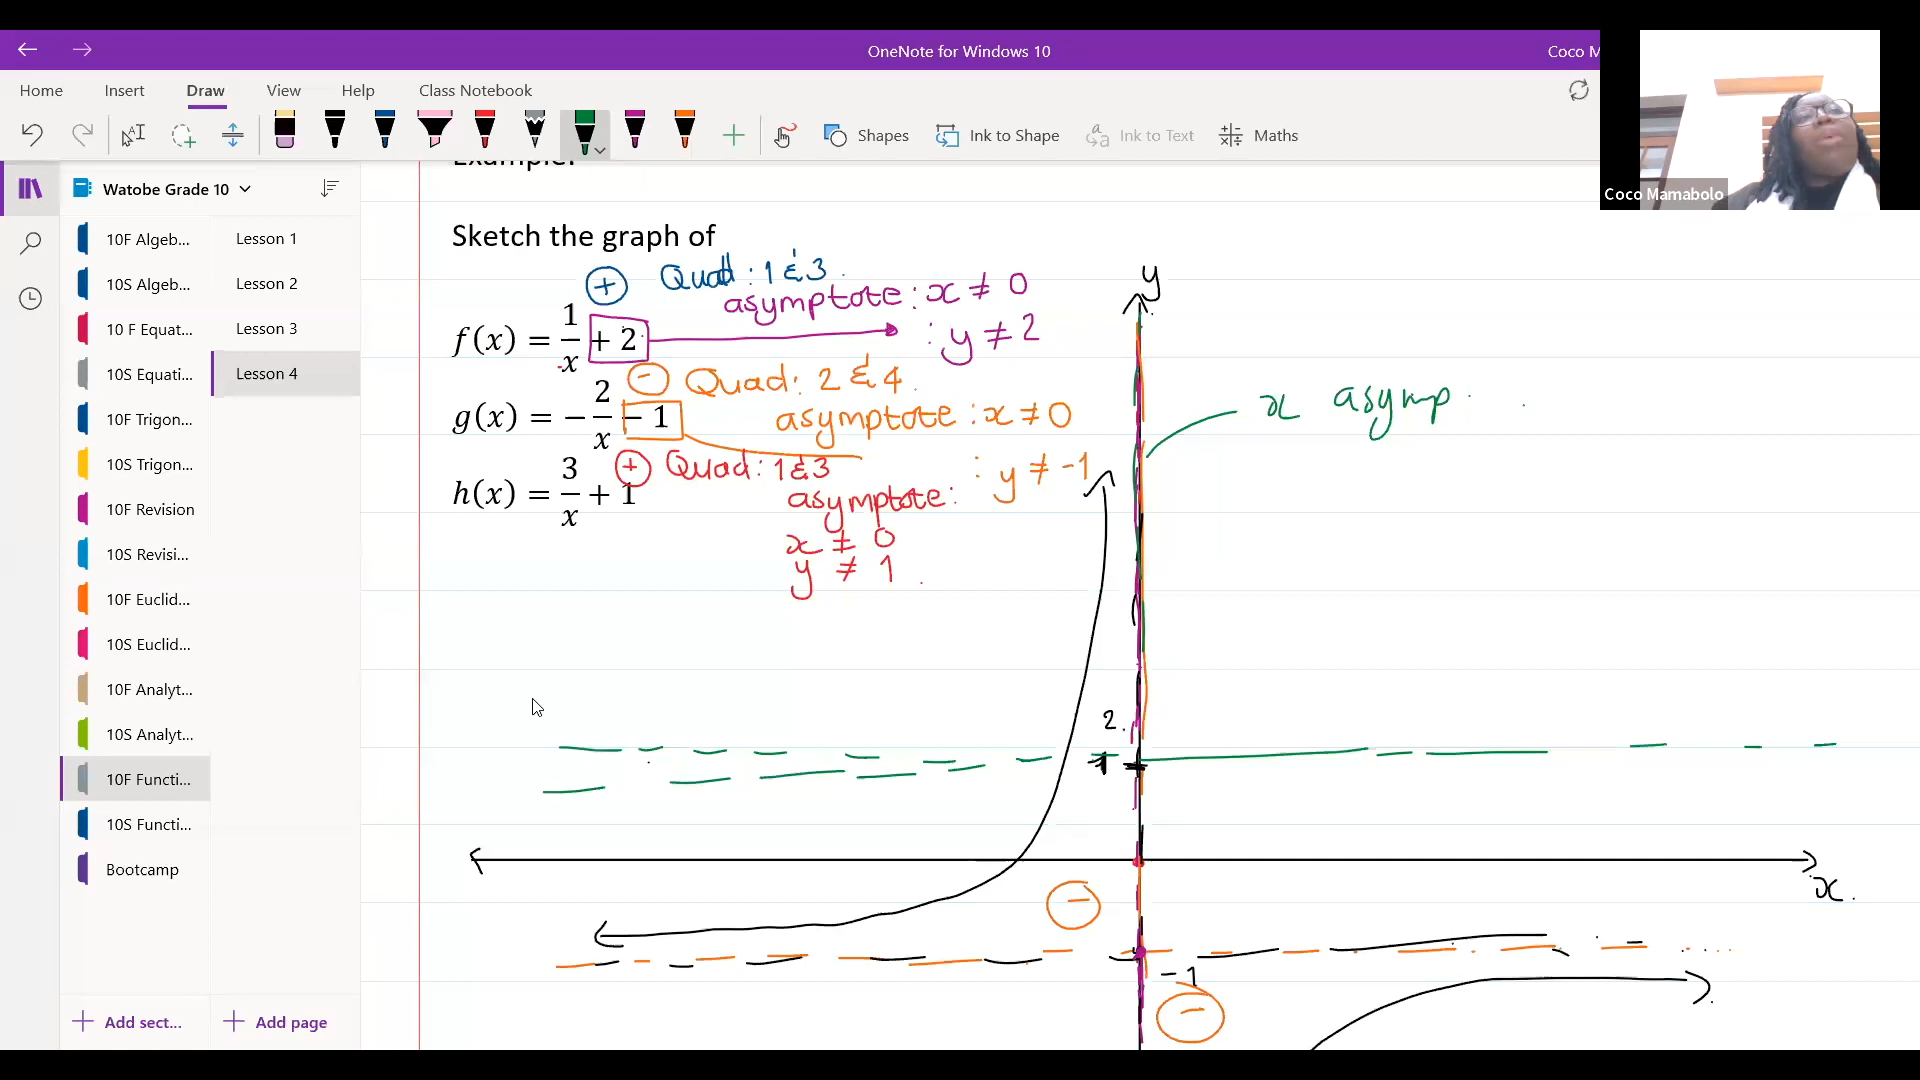 OneNote for Windows 10
Coco M
Home Insert Draw View Help Class Notebook
Shapes Ink to Shape Ink to Text Maths
Coco Mamabolo
Watobe Grade 10
10F Algeb...
10S Algeb...
10 F Equat...
10S Equati...
10F Trigon...
10S Trigon...
10F Revision
10S Revisi...
10F Euclid...
10S Euclid...
10F Analyt...
10S Analyt...
10F Functi...
10S Functi...
Bootcamp
Add sect...
Lesson 1
Lesson 2
Lesson 3
Lesson 4
Add page
Example:
Sketch the graph of
+ Quad: 1 & 3.
asymptote: x ≠ 0
f(x) = 1/x + 2
: y ≠ 2
- Quad: 2 & 4.
g(x) = -2/x - 1
asymptote: x ≠ 0
: y ≠ -1
+ Quad: 1 & 3
h(x) = 3/x + 1
asymptote:
x ≠ 0
y ≠ 1
y
x asymp
2
1
x
-
-1
-